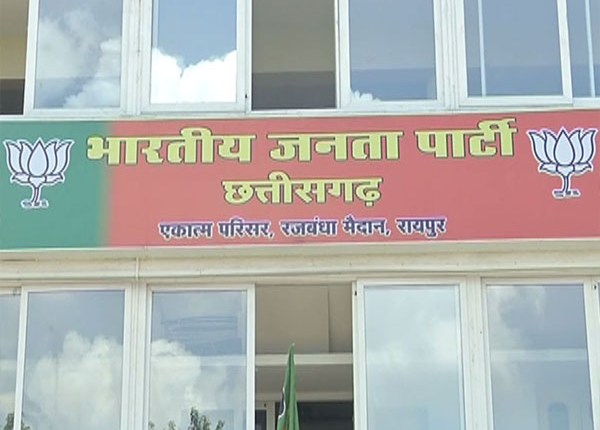 भारतीय जनता पार्टी
छत्तीसगढ़
एकात्म परिसर, रजबंधा मैदान, रायपुर